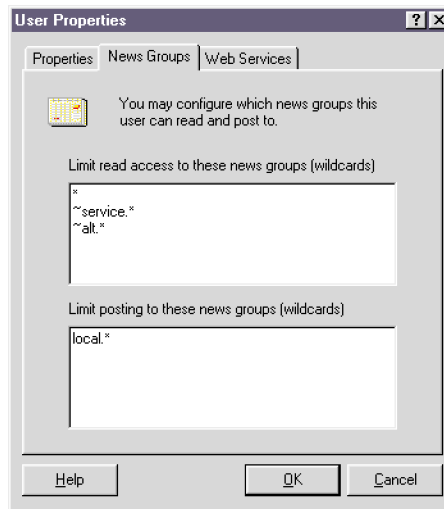 User Properties
? X
Properties News Groups Web Services
You may configure which news groups this
user can read and post to.
Limit read access to these news groups (wildcards)
*
~service.*
~alt.*
Limit posting to these news groups (wildcards)
local.*
Help OK Cancel